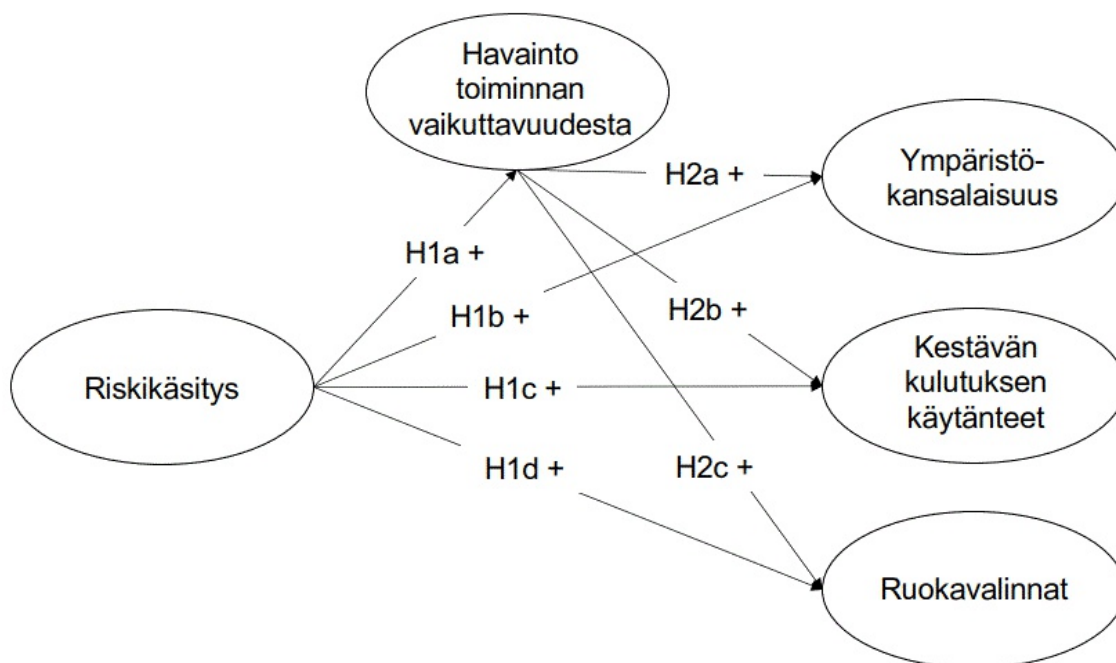 Havainto
toiminnan
vaikuttavuudesta
H2a +
Ympäristö-
kansalaisuus
H1a +
H1b +
H2b +
Riskikäsitys
H1c +
Kestävän
kulutuksen
käytänteet
H1d +
H2c +
Ruokavalinnat